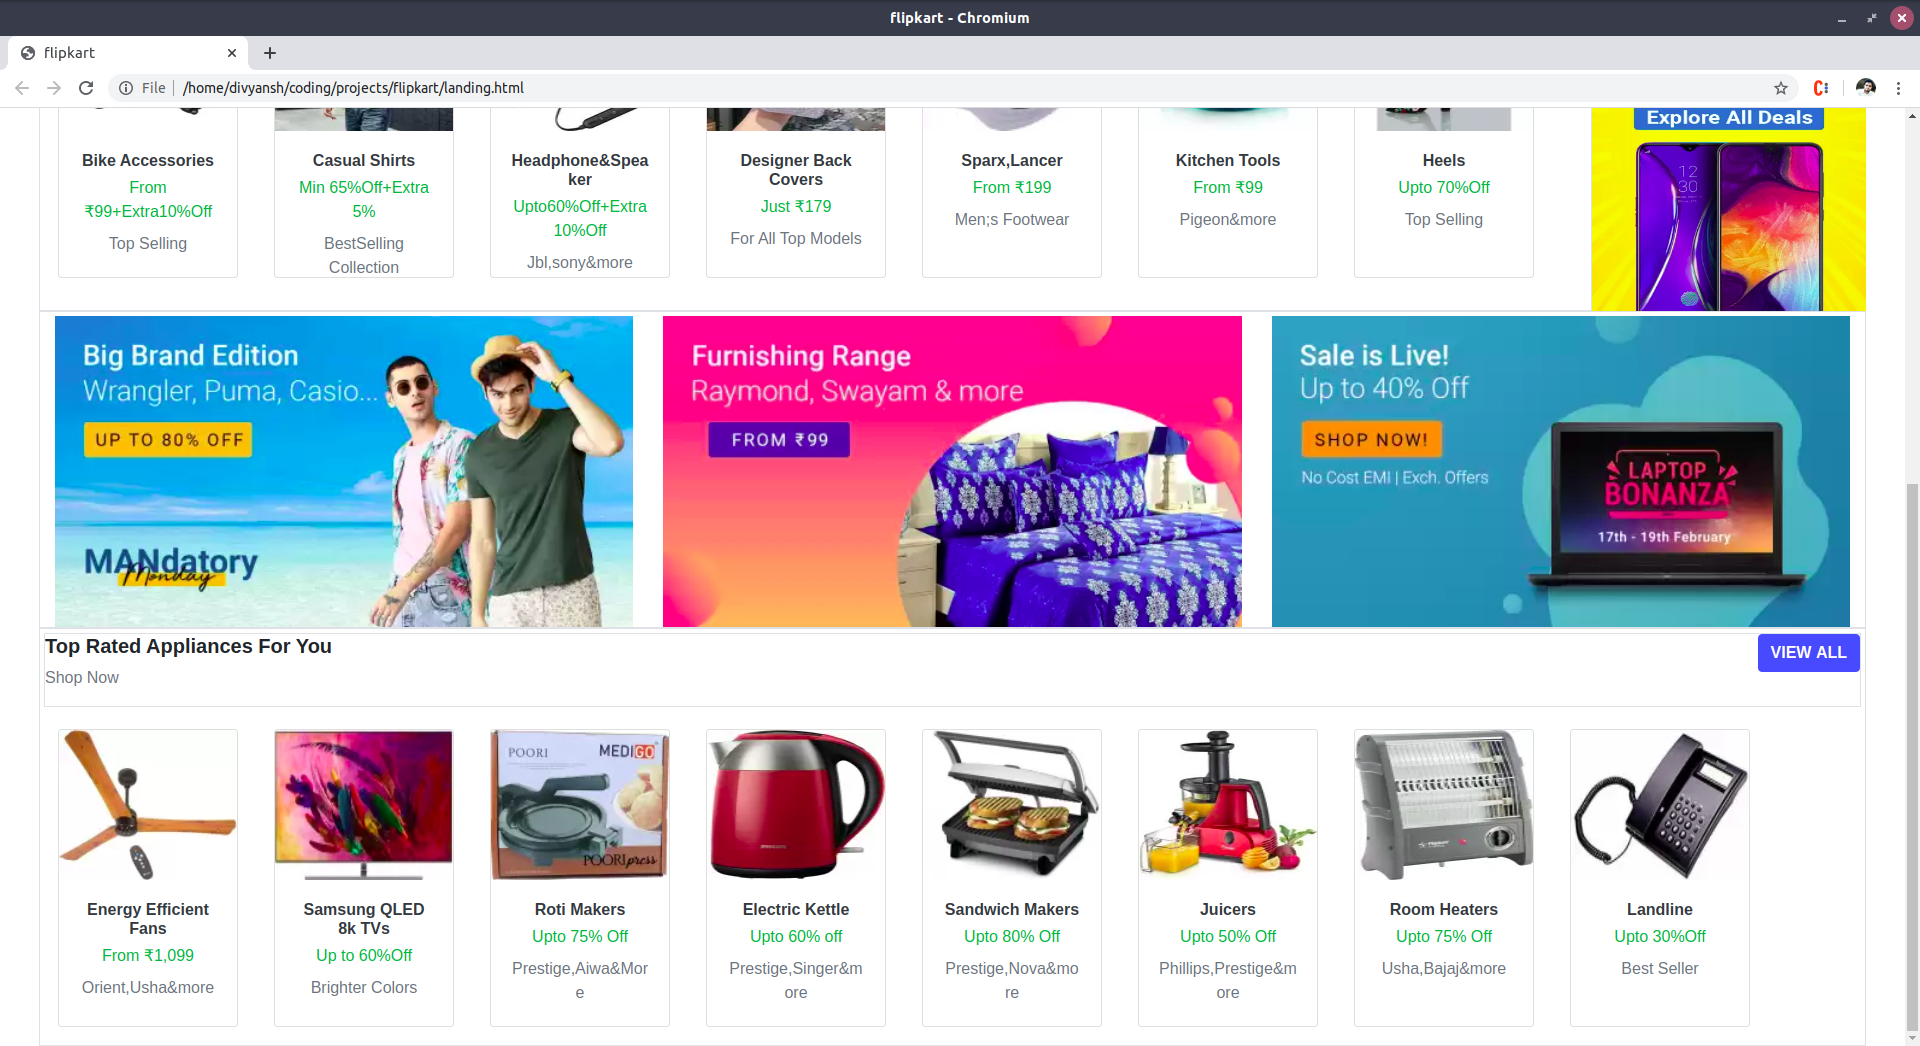 flipkart - Chromium
flipkart
File
/home/divyansh/coding/projects/flipkart/landing.html
Explore All Deals
12
30
Bike Accessories
From
₹99+Extra10%Off
Top Selling
Casual Shirts
Min 65%Off+Extra
5%
BestSelling
Collection
Headphone&Spea
ker
Upto60%Off+Extra
10%Off
Jbl,sony&more
Designer Back
Covers
Just ₹179
For All Top Models
Sparx,Lancer
From ₹199
Men;s Footwear
Kitchen Tools
From ₹99
Pigeon&more
Heels
Upto 70%Off
Top Selling
Big Brand Edition
Wrangler, Puma, Casio...
UP TO 80% OFF
MANdatory
Monday
Furnishing Range
Raymond, Swayam & more
FROM ₹99
Sale is Live!
Up to 40% Off
SHOP NOW!
No Cost EMI | Exch. Offers
LAPTOP
BONANZA
17th - 19th February
Top Rated Appliances For You
Shop Now
VIEW ALL
POORI
MEDIGO
POORIpress
Energy Efficient
Fans
From ₹1,099
Orient,Usha&more
Samsung QLED
8k TVs
Up to 60%Off
Brighter Colors
Roti Makers
Upto 75% Off
Prestige,Aiwa&Mor
e
Electric Kettle
Upto 60% off
Prestige,Singer&m
ore
Sandwich Makers
Upto 80% Off
Prestige,Nova&mo
re
Juicers
Upto 50% Off
Phillips,Prestige&m
ore
Room Heaters
Upto 75% Off
Usha,Bajaj&more
Landline
Upto 30%Off
Best Seller